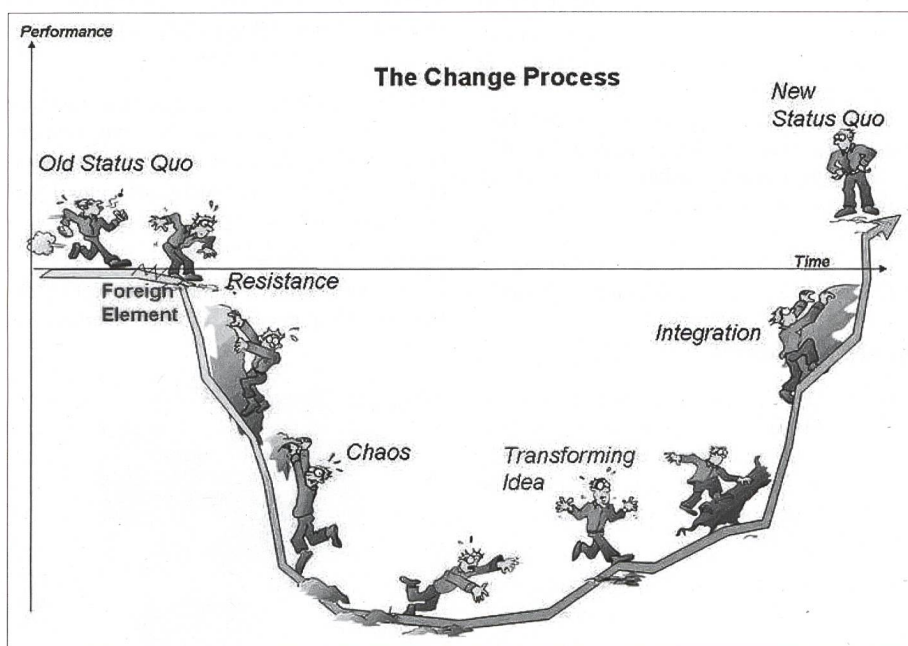 Performance
The Change Process
New
Status Quo
Old Status Quo
Time
Foreign
Element
Resistance
Integration
Chaos
Transforming
Idea